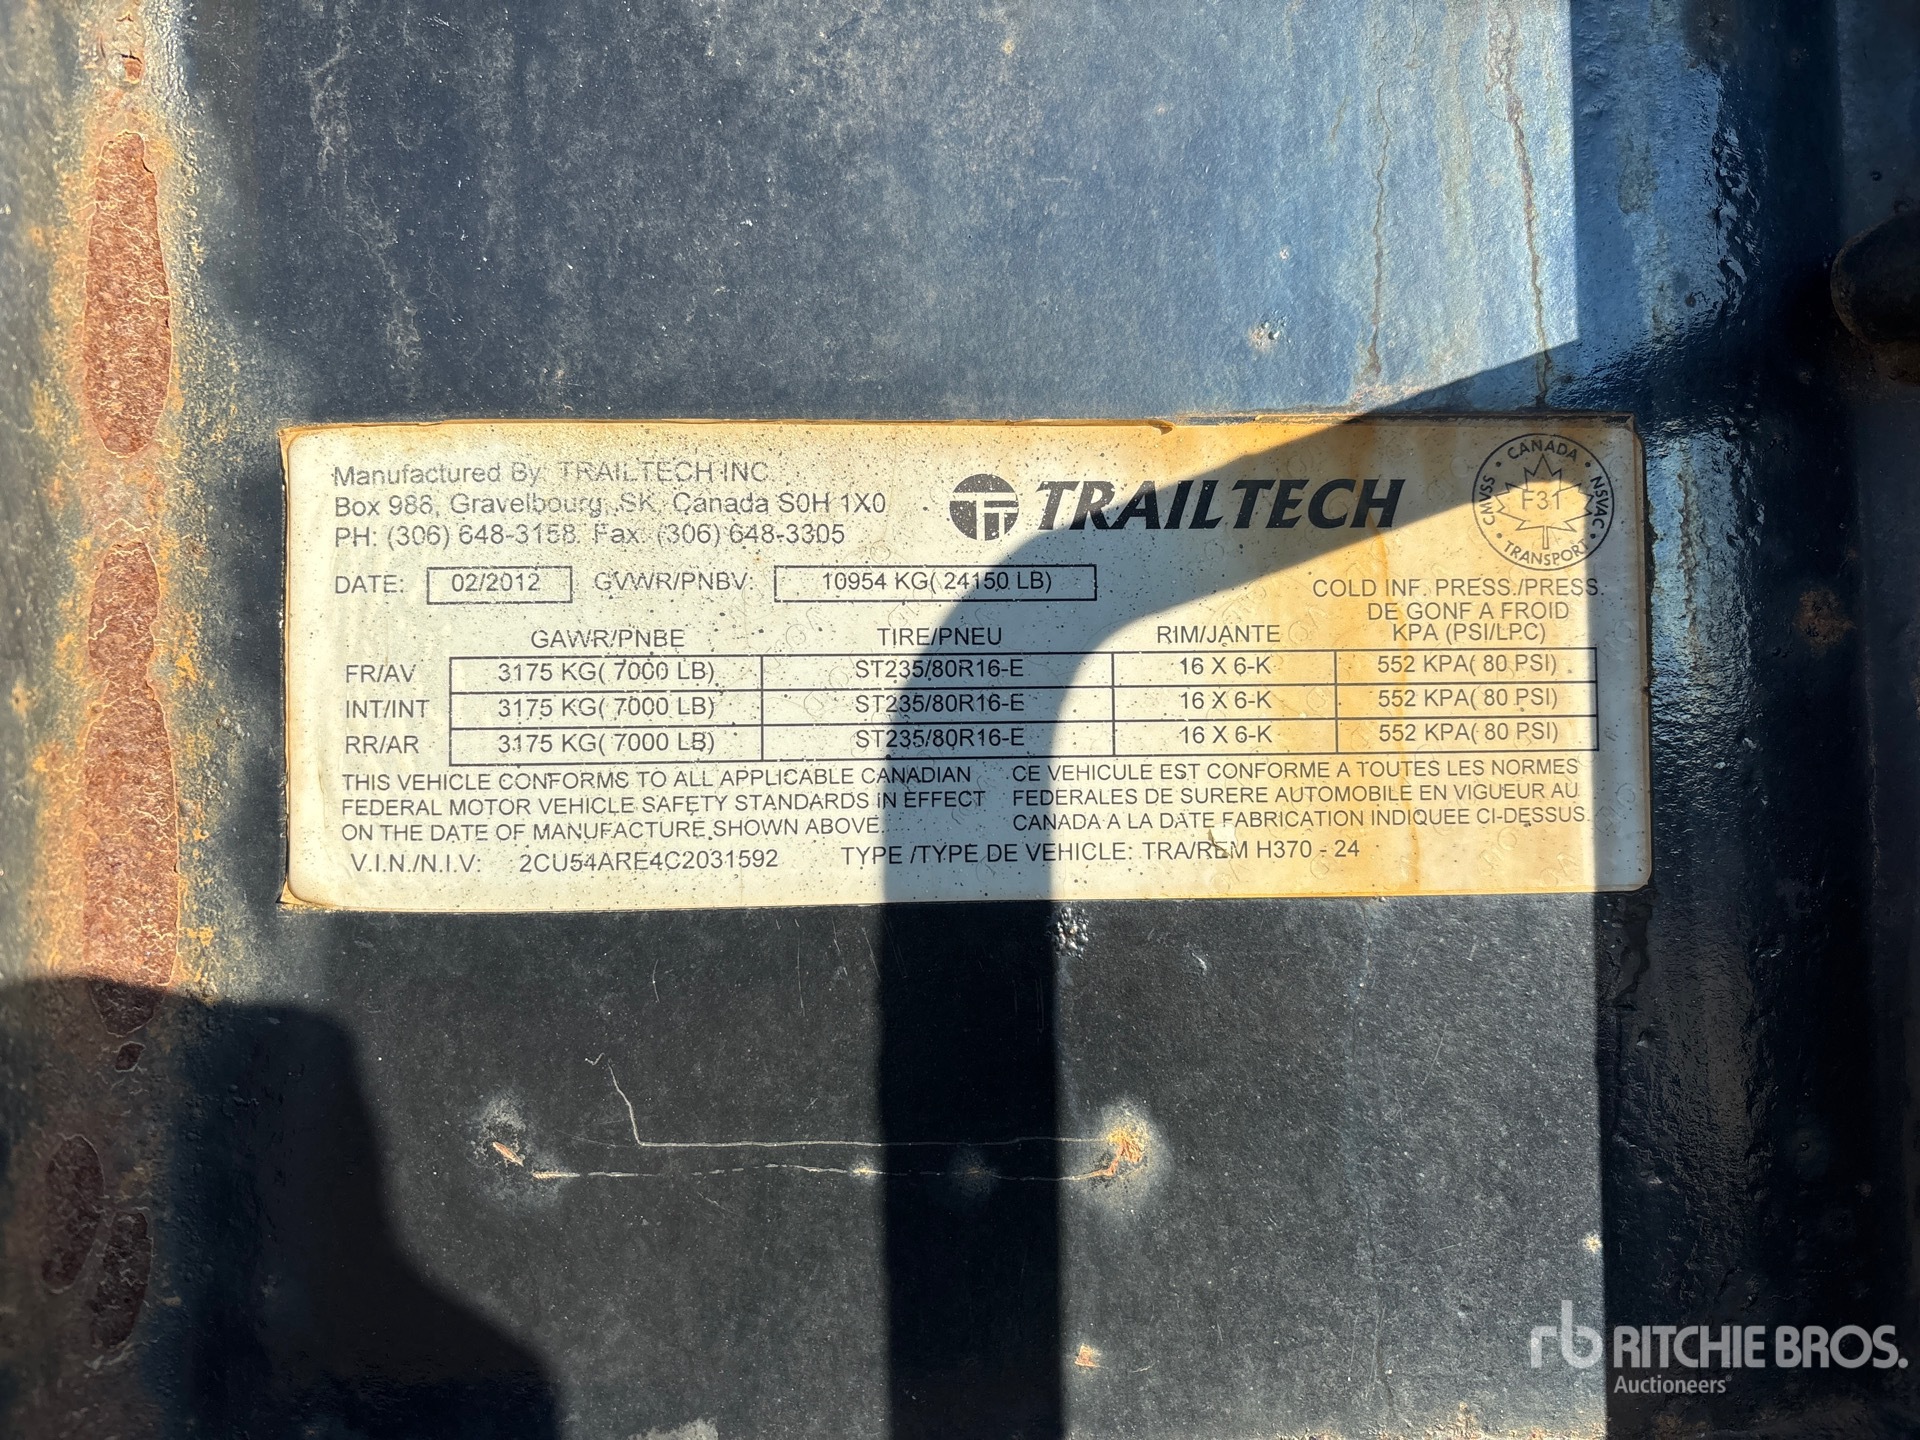 Manufactured By: TRAILTECH INC.
Box 988, Gravelbourg, SK, Canada S0H 1X0
PH: (306) 648-3158 Fax: (306) 648-3305
TRAILTECH
CANADA
CMVSS F31 NSVAC
TRANSPORT
DATE: 02/2012 GVWR/PNBV: 10954 KG( 24150 LB)
COLD INF. PRESS./PRESS.
DE GONF A FROID
GAWR/PNBE TIRE/PNEU RIM/JANTE KPA (PSI/LPC)
FR/AV 3175 KG( 7000 LB) ST235/80R16-E 16 X 6-K 552 KPA( 80 PSI)
INT/INT 3175 KG( 7000 LB) ST235/80R16-E 16 X 6-K 552 KPA( 80 PSI)
RR/AR 3175 KG( 7000 LB) ST235/80R16-E 16 X 6-K 552 KPA( 80 PSI)
THIS VEHICLE CONFORMS TO ALL APPLICABLE CANADIAN
FEDERAL MOTOR VEHICLE SAFETY STANDARDS IN EFFECT
ON THE DATE OF MANUFACTURE SHOWN ABOVE.
CE VEHICULE EST CONFORME A TOUTES LES NORMES
FEDERALES DE SURERE AUTOMOBILE EN VIGUEUR AU
CANADA A LA DATE FABRICATION INDIQUEE CI-DESSUS.
V.I.N./N.I.V: 2CU54ARE4C2031592 TYPE /TYPE DE VEHICLE: TRA/REM H370 - 24
rb RITCHIE BROS.
Auctioneers